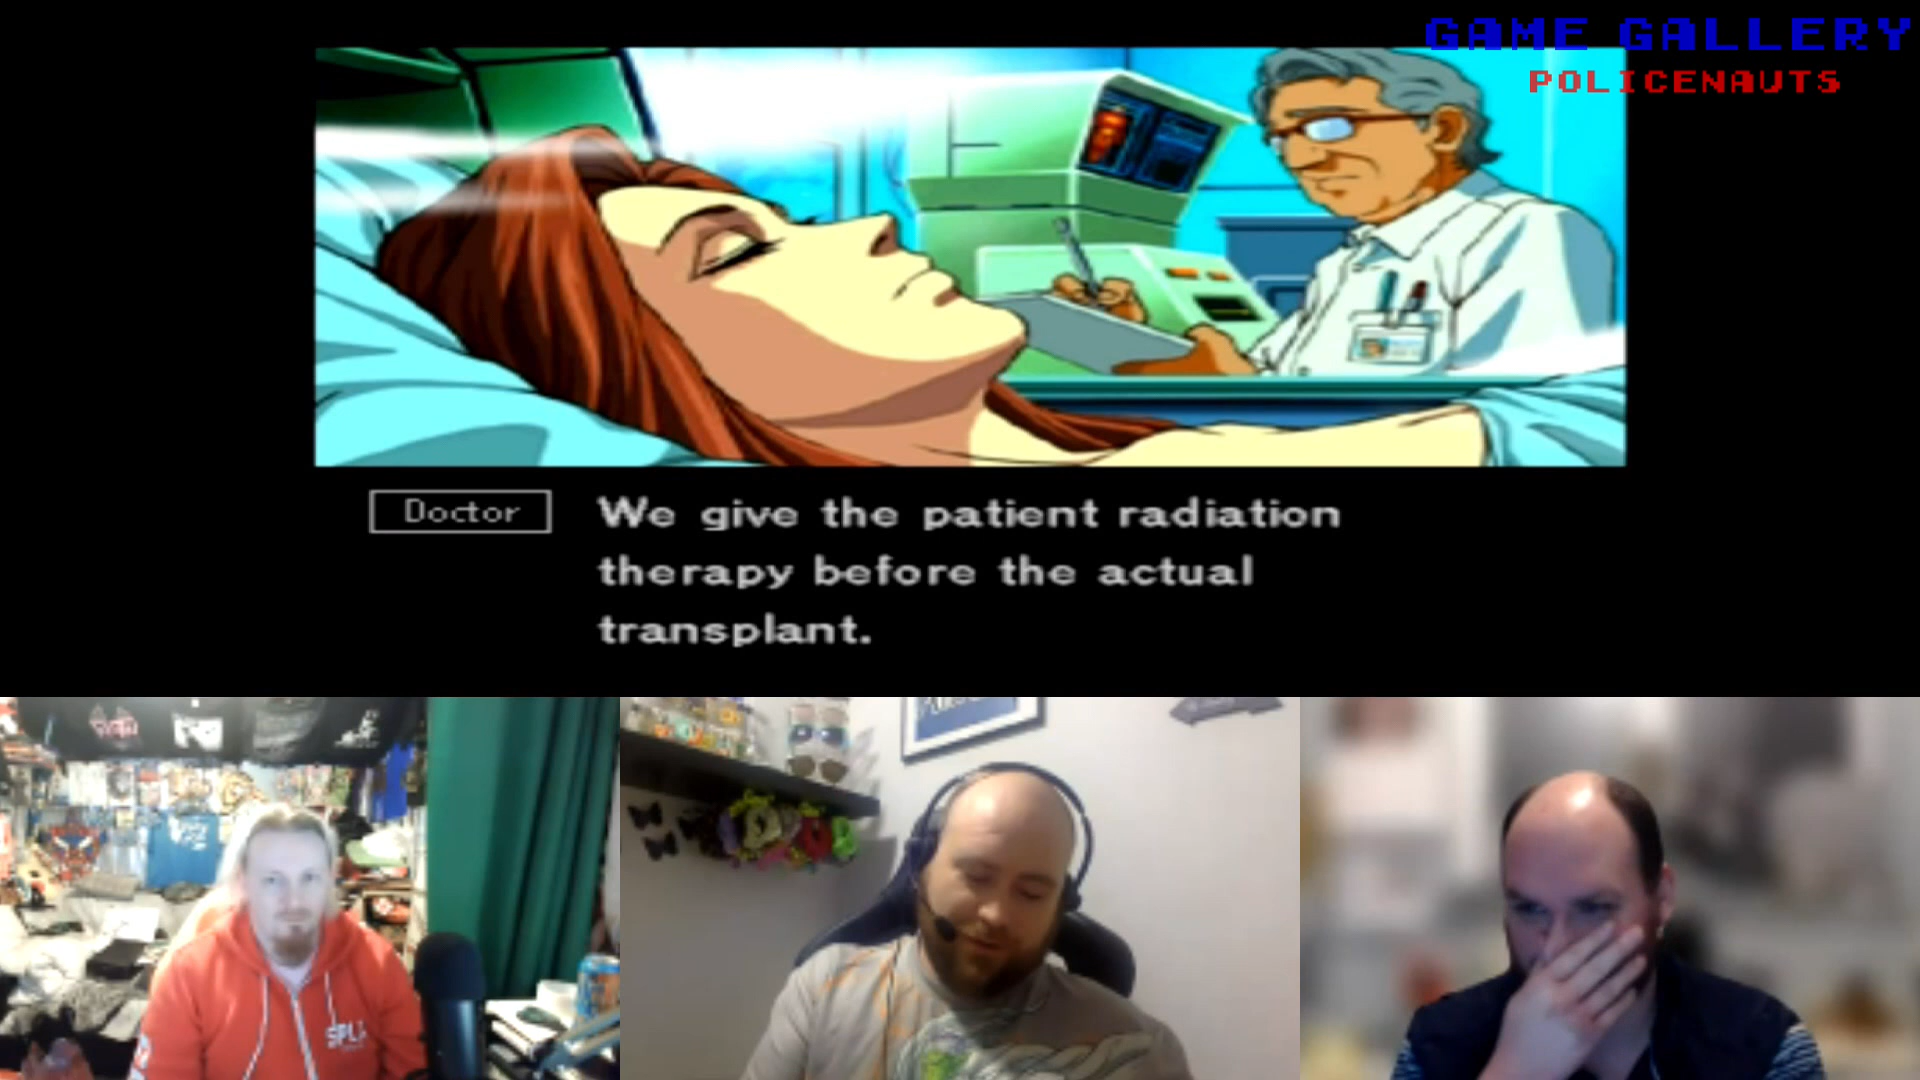 GAME GALLERY
POLICENAUTS
Doctor
We give the patient radiation
therapy before the actual
transplant.